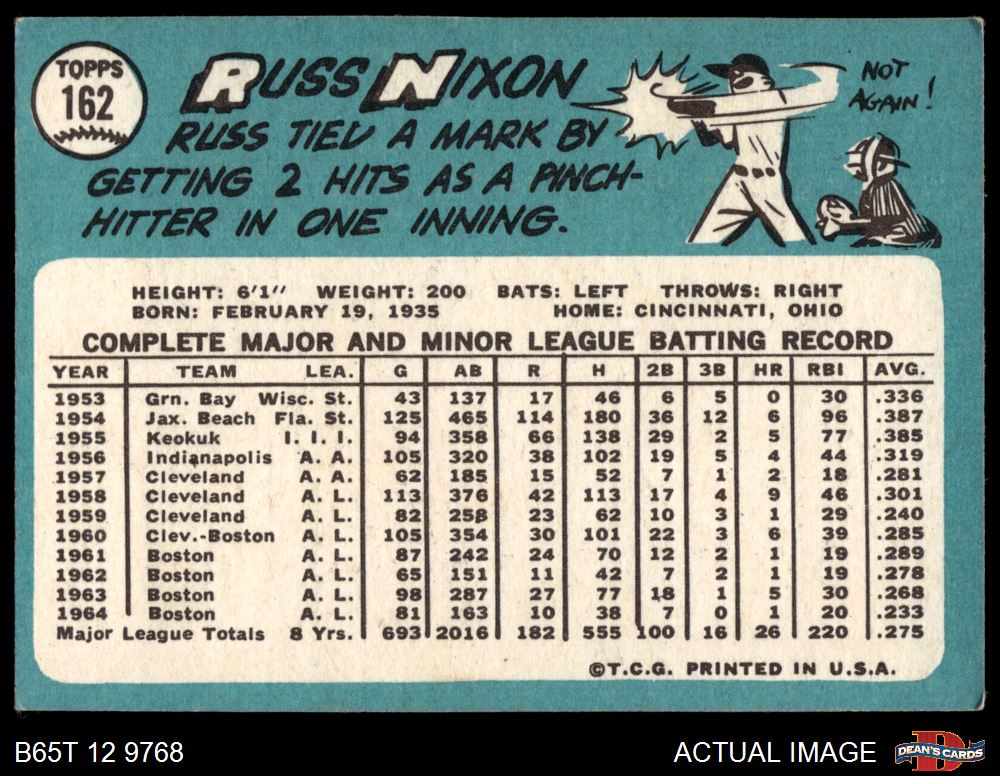 TOPPS
162
RUSS NIXON
RUSS TIED A MARK BY
GETTING 2 HITS AS A PINCH-
HITTER IN ONE INNING.
NOT
AGAIN!
HEIGHT: 6'1" WEIGHT: 200 BATS: LEFT THROWS: RIGHT
BORN: FEBRUARY 19, 1935 HOME: CINCINNATI, OHIO
COMPLETE MAJOR AND MINOR LEAGUE BATTING RECORD
YEAR TEAM LEA. G AB R H 2B 3B HR RBI AVG.
1953 Grn. Bay Wisc. St. 43 137 17 46 6 5 0 30 .336
1954 Jax. Beach Fla. St. 125 465 114 180 36 12 6 96 .387
1955 Keokuk I. I. I. 94 358 66 138 29 2 5 77 .385
1956 Indianapolis A. A. 105 320 38 102 19 5 4 44 .319
1957 Cleveland A. A. 62 185 15 52 7 1 2 18 .281
1958 Cleveland A. L. 113 376 42 113 17 4 9 46 .301
1959 Cleveland A. L. 82 258 23 62 10 3 1 29 .240
1960 Clev.-Boston A. L. 105 354 30 101 22 3 6 39 .285
1961 Boston A. L. 87 242 24 70 12 2 1 19 .289
1962 Boston A. L. 65 151 11 42 7 2 1 19 .278
1963 Boston A. L. 98 287 27 77 18 1 5 30 .268
1964 Boston A. L. 81 163 10 38 7 0 1 20 .233
Major League Totals 8 Yrs. 693 2016 182 555 100 16 26 220 .275
©T.C.G. PRINTED IN U.S.A.
B65T 12 9768 ACTUAL IMAGE DEAN'S CARDS